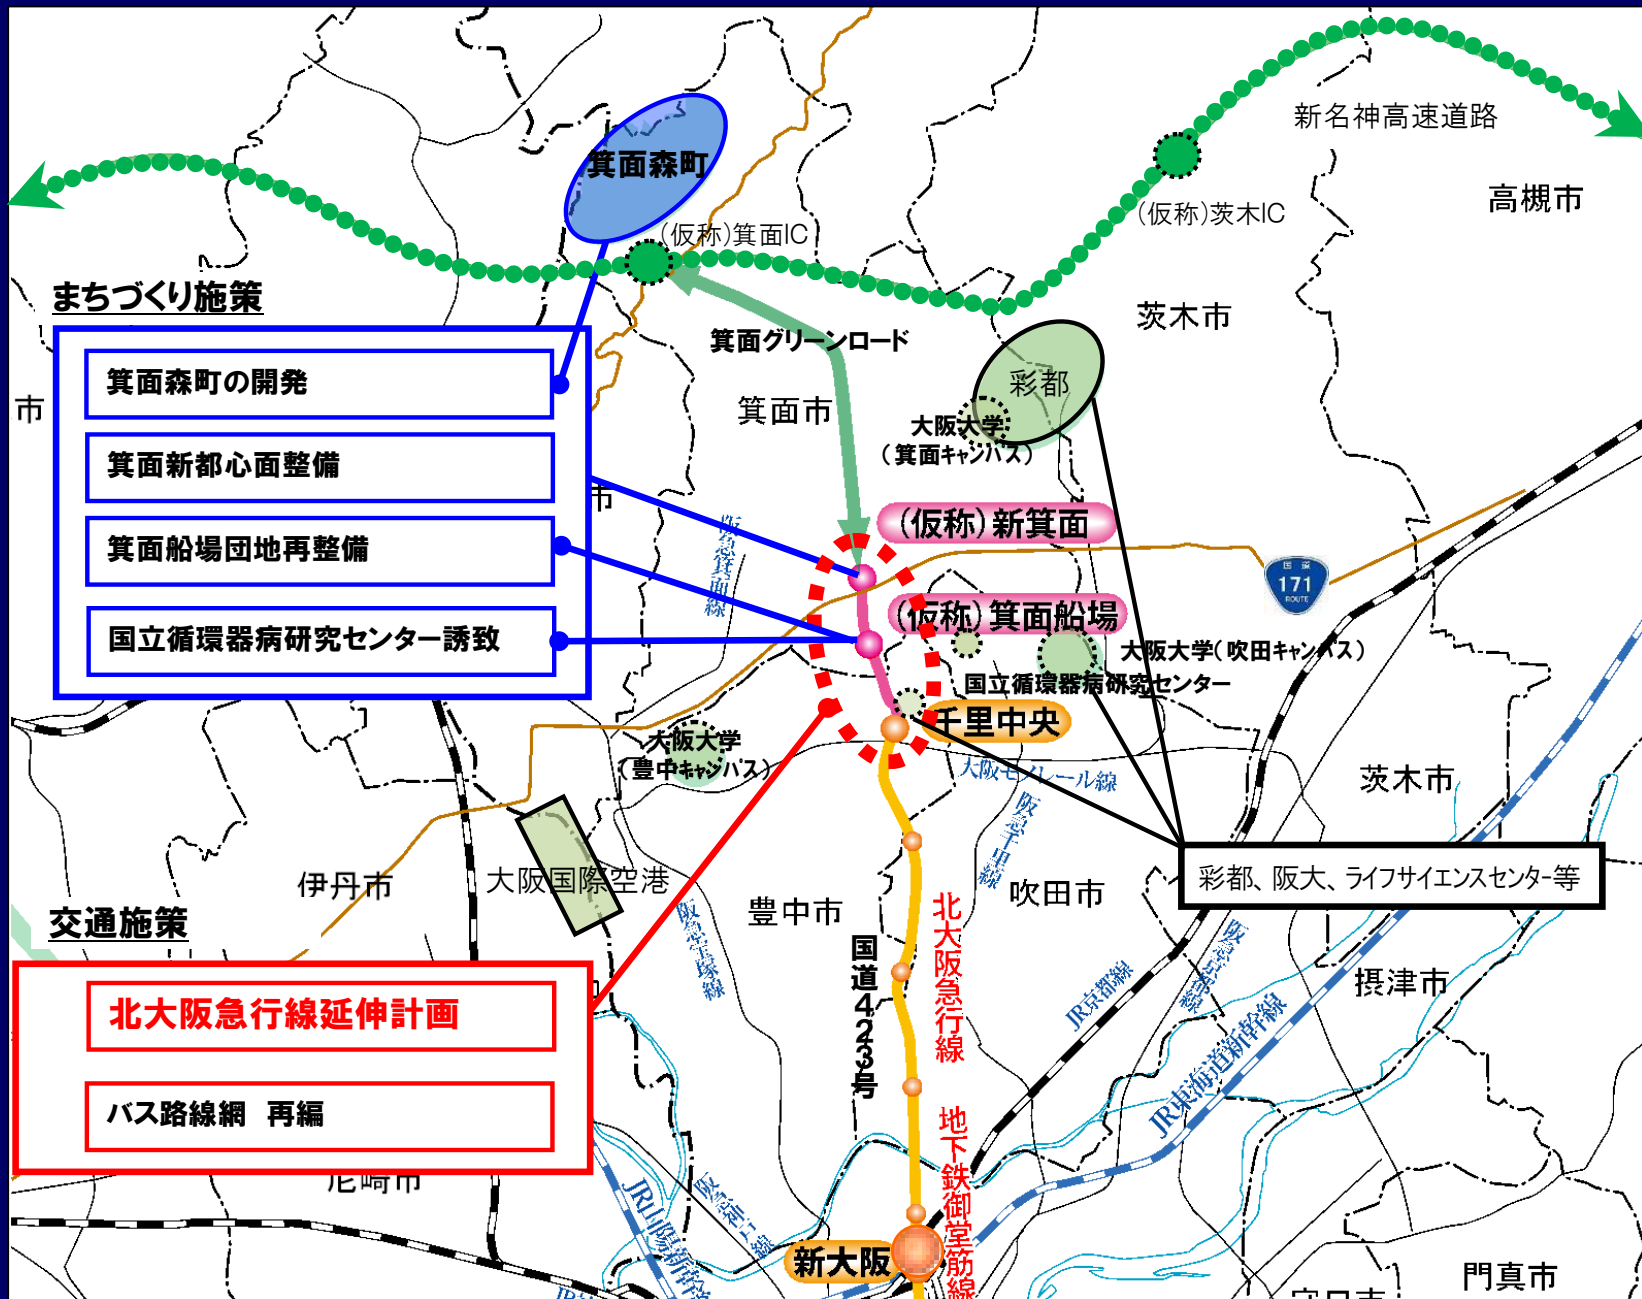 新名神高速道路
箕面森町
高槻市
(仮称)茨木IC
(仮称)箕面IC
まちづくり施策
茨木市
箕面グリーンロード
箕面森町の開発
彩都
市
箕面市
大阪大学
(箕面キャンパス)
箕面新都心面整備
市
(仮称)新箕面
阪急箕面線
箕面船場団地再整備
国道
171
ROUTE
(仮称)箕面船場
国立循環器病研究センター誘致
大阪大学(吹田キャンパス)
国立循環器病研究センター
千里中央
大阪大学
(豊中キャンパス)
大阪モノレール線
茨木市
阪急千里線
大阪国際空港
伊丹市
彩都、阪大、ライフサイエンスセンター等
吹田市
豊中市
交通施策
阪急宝塚線
北大阪急行線
国道423号
JR京都線
摂津市
北大阪急行線延伸計画
JR東海道新幹線
バス路線網 再編
地下鉄御堂筋線
尼崎市
JR山陽新幹
阪急神戸線
新大阪
門真市
守口市